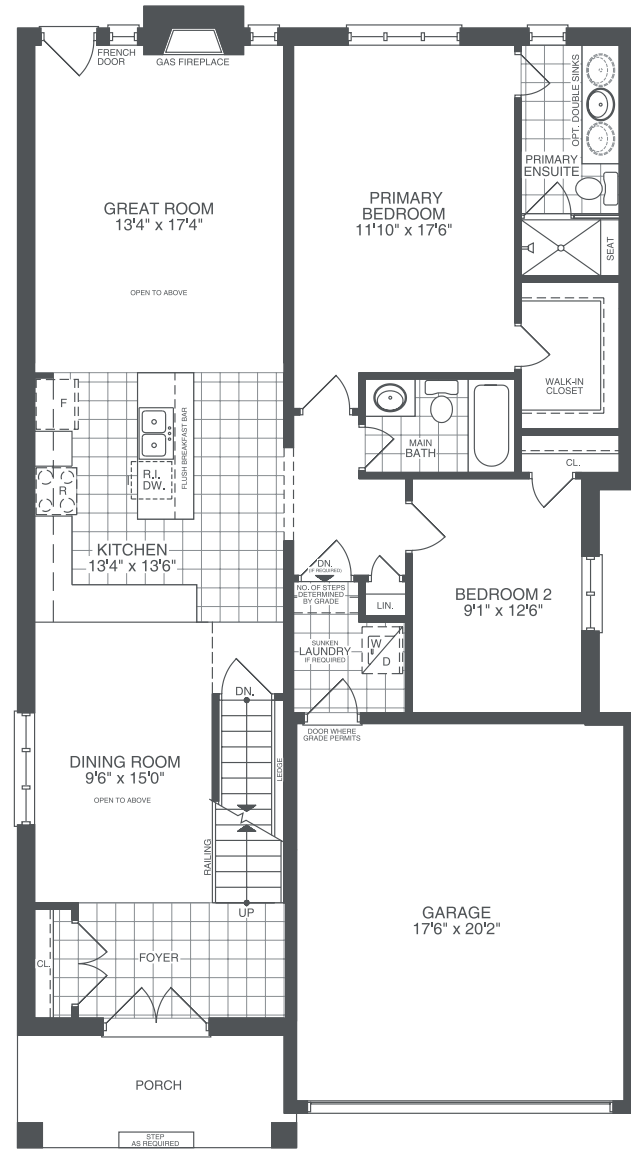 FRENCH
DOOR
GAS FIREPLACE
OPT. DOUBLE SINKS
PRIMARY
ENSUITE
GREAT ROOM
13'4" x 17'4"
PRIMARY
BEDROOM
11'10" x 17'6"
SEAT
OPEN TO ABOVE
WALK-IN
CLOSET
F
FLUSH BREAKFAST BAR
MAIN
BATH
CL.
R.I.
DW.
R
KITCHEN
13'4" x 13'6"
DN.
(IF REQUIRED)
NO. OF STEPS
DETERMINED
BY GRADE
LIN.
BEDROOM 2
9'1" x 12'6"
SUNKEN
LAUNDRY
IF REQUIRED
W
D
DN.
DOOR WHERE
GRADE PERMITS
LEDGE
DINING ROOM
9'6" x 15'0"
OPEN TO ABOVE
RAILING
UP
GARAGE
17'6" x 20'2"
CL.
FOYER
PORCH
STEP
AS REQUIRED